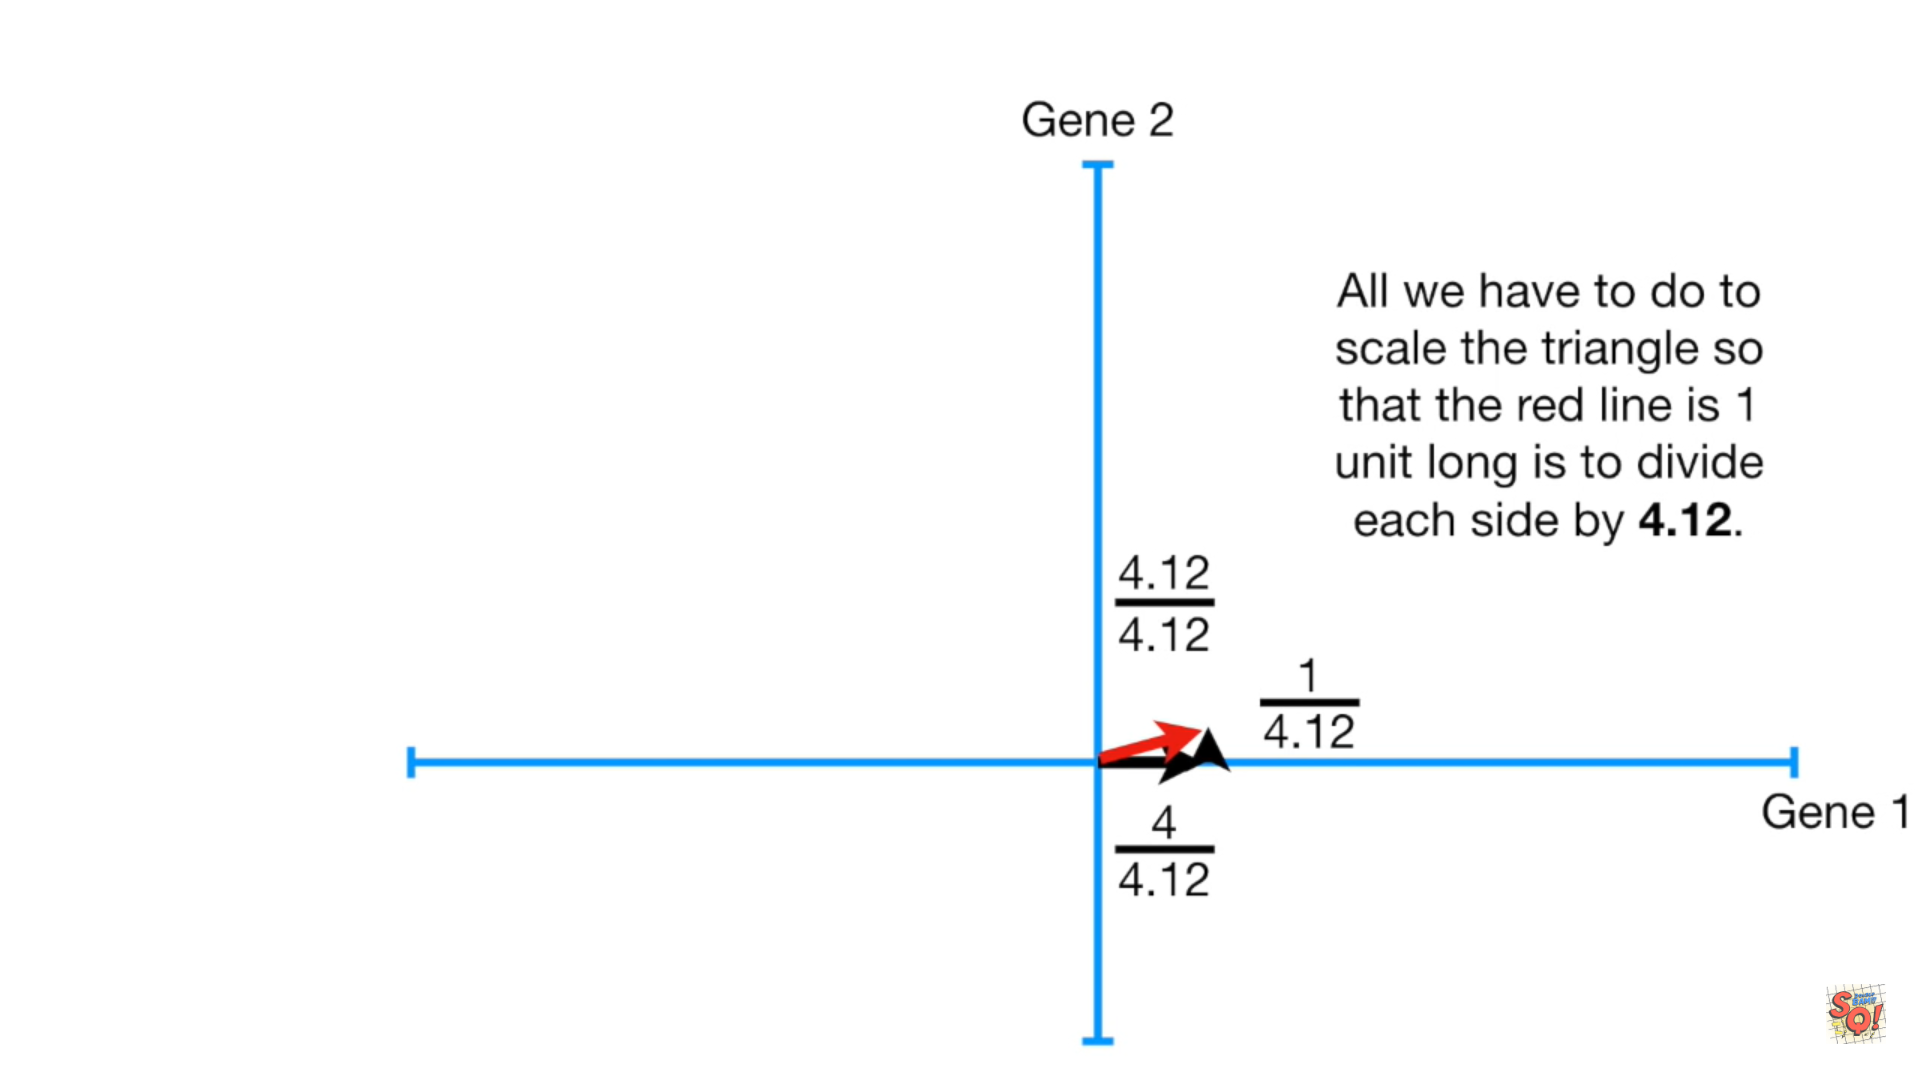 Gene 2
All we have to do to
scale the triangle so
that the red line is 1
unit long is to divide
each side by 4.12.
4.12
4.12
1
4.12
4
4.12
Gene 1
SQ!